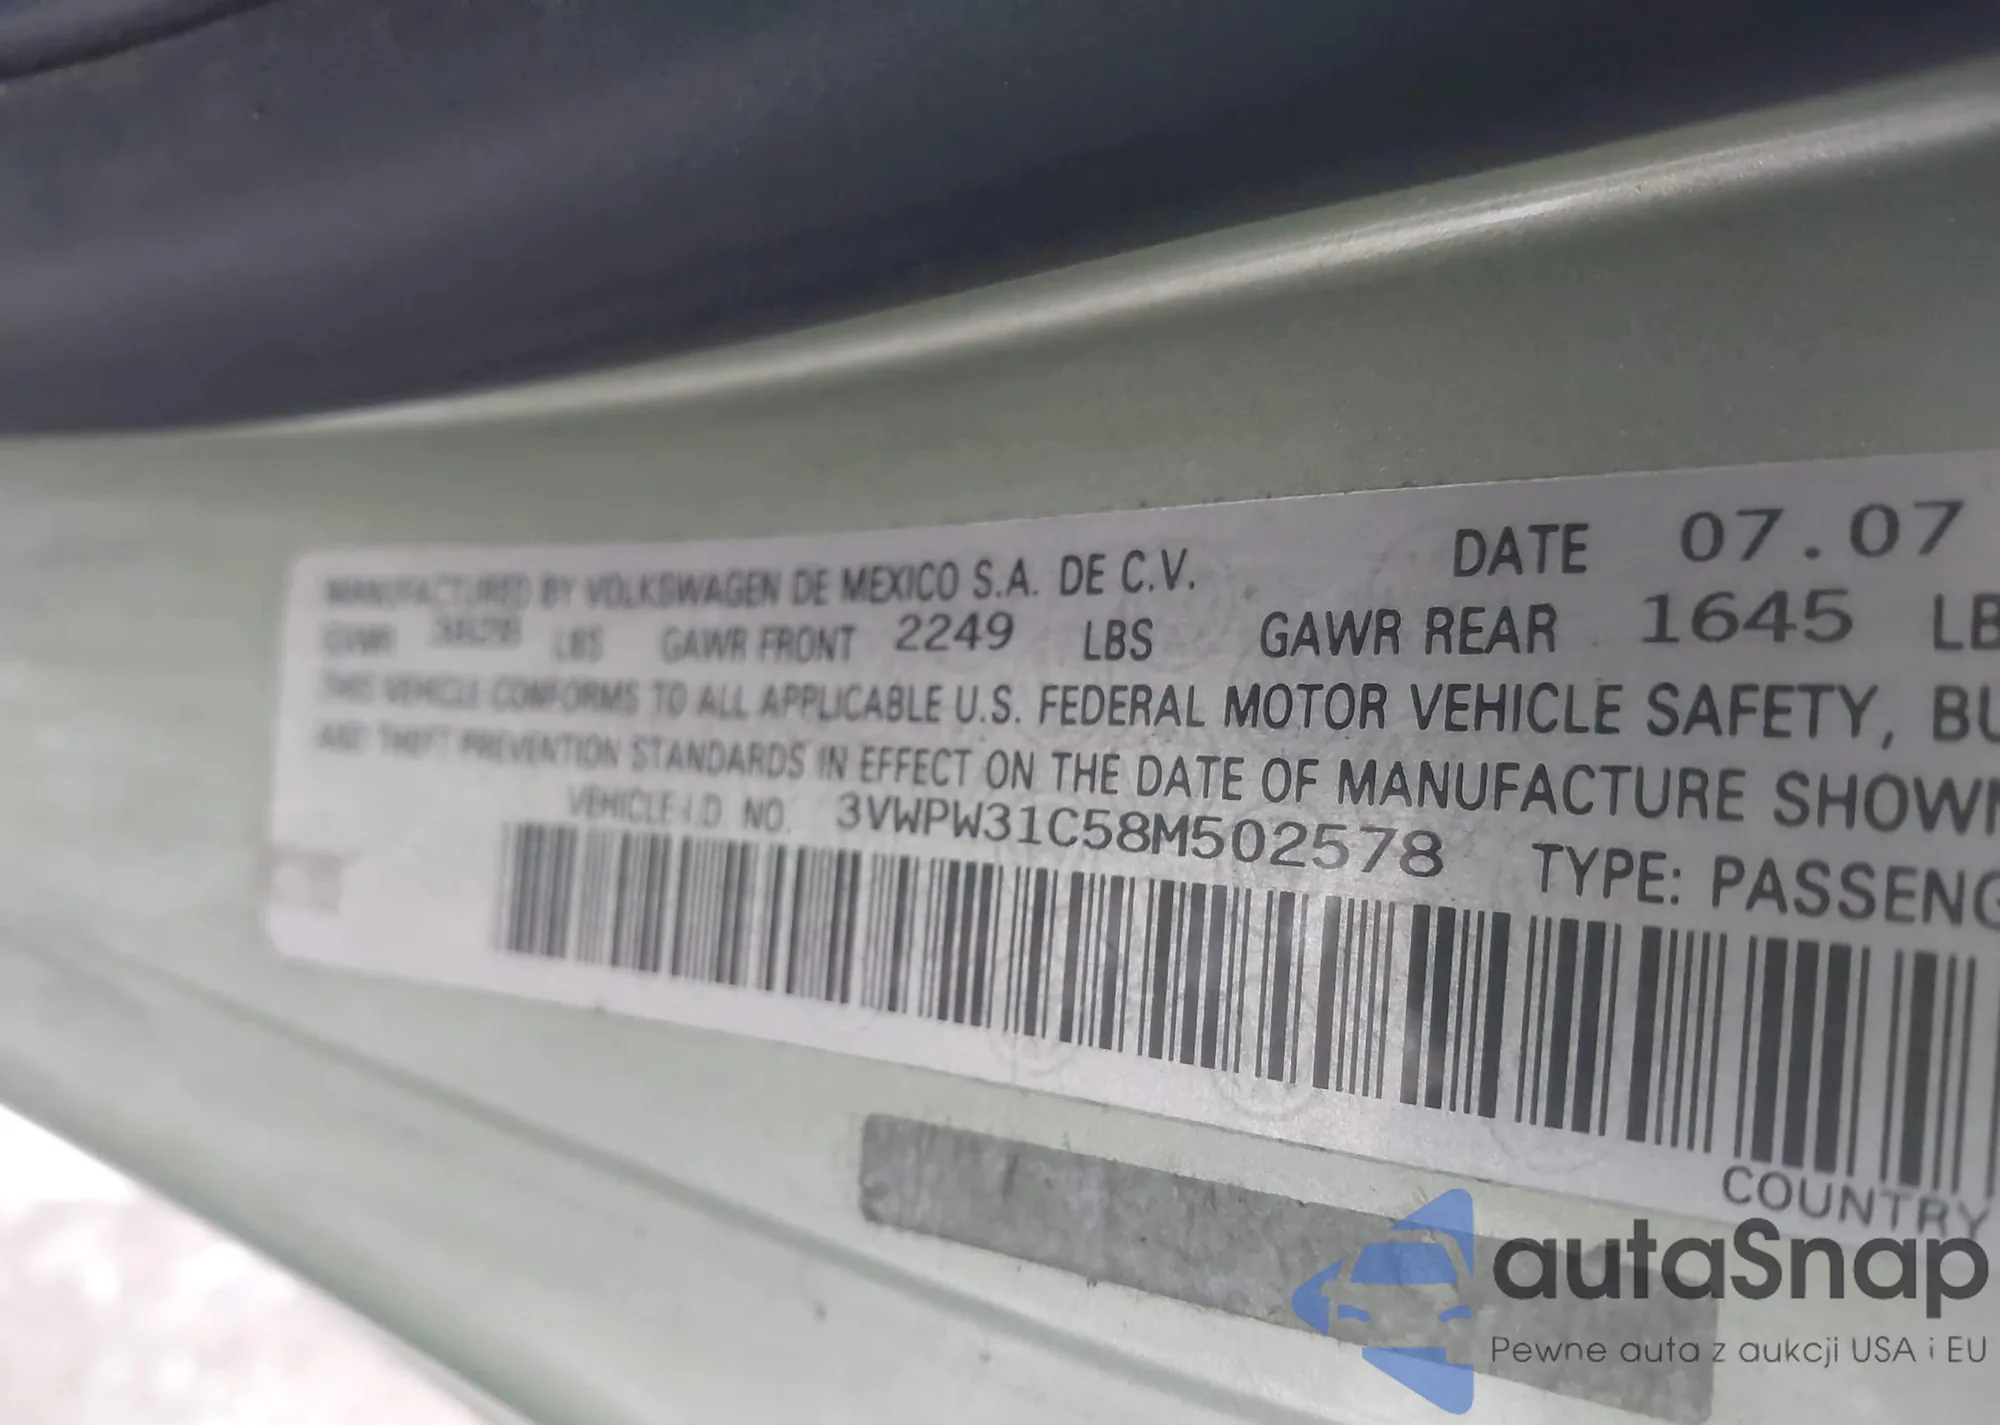 MANUFACTURED BY VOLKSWAGEN DE MEXICO S.A. DE C.V. DATE 07.07
GVWR LBS GAWR FRONT 2249 LBS GAWR REAR 1645 LB
THIS VEHICLE CONFORMS TO ALL APPLICABLE U.S. FEDERAL MOTOR VEHICLE SAFETY, BU
AND THEFT PREVENTION STANDARDS IN EFFECT ON THE DATE OF MANUFACTURE SHOWN
VEHICLE I.D. NO. 3VWPW31C58M502578 TYPE: PASSENG
COUNTRY
autaSnap
Pewne auta z aukcji USA i EU